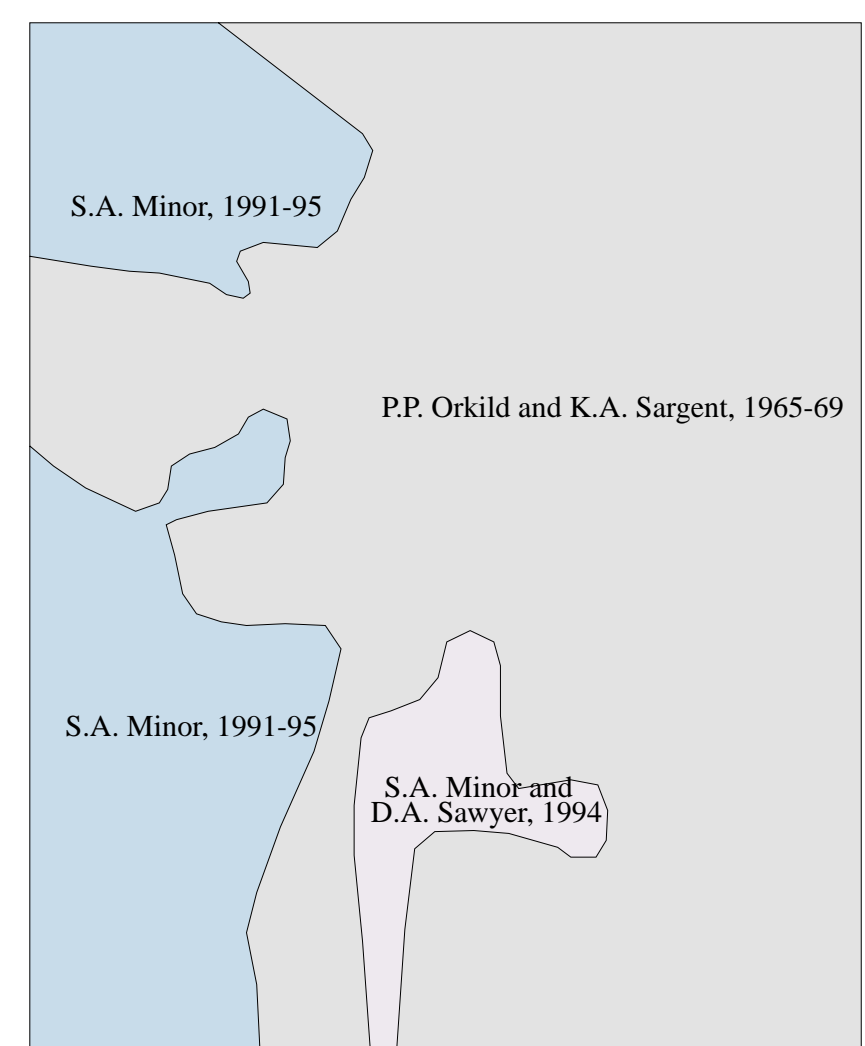 S.A. Minor, 1991-95
P.P. Orkild and K.A. Sargent, 1965-69
S.A. Minor, 1991-95
S.A. Minor and
D.A. Sawyer, 1994